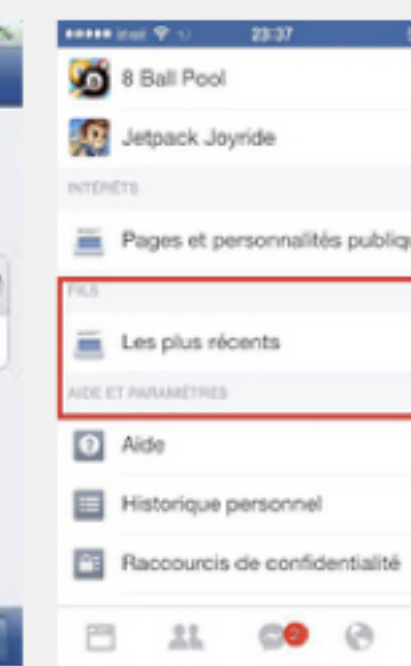 23:37
8 Ball Pool
Jetpack Joyride
INTÉRÊTS
Pages et personnalités publiqu
FILS
Les plus récents
AIDE ET PARAMÈTRES
Aide
Historique personnel
Raccourcis de confidentialité
2